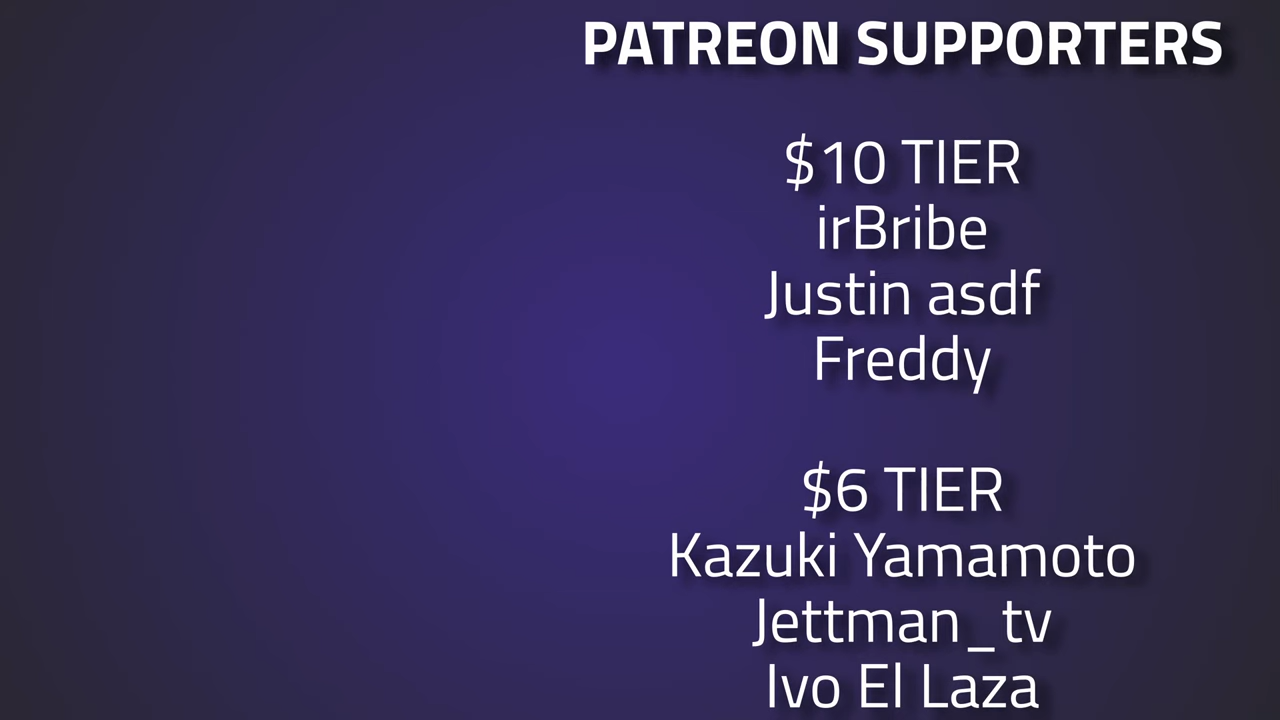 PATREON SUPPORTERS
$10 TIER
irBribe
Justin asdf
Freddy
$6 TIER
Kazuki Yamamoto
Jettman_tv
Ivo El Laza